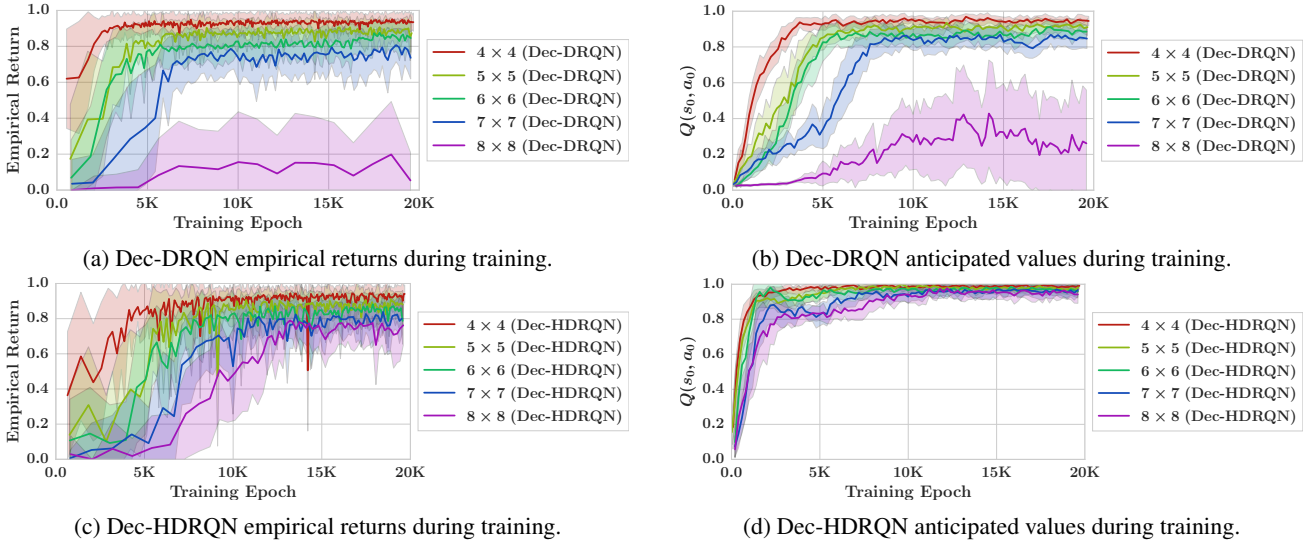 1.0
0.8
0.6
0.4
0.2
0.0
Empirical Return
0.0 5K 10K 15K 20K
Training Epoch
4 × 4 (Dec-DRQN)
5 × 5 (Dec-DRQN)
6 × 6 (Dec-DRQN)
7 × 7 (Dec-DRQN)
8 × 8 (Dec-DRQN)
(a) Dec-DRQN empirical returns during training.
1.0
0.8
0.6
0.4
0.2
0.0
Q(s₀, a₀)
0.0 5K 10K 15K 20K
Training Epoch
4 × 4 (Dec-DRQN)
5 × 5 (Dec-DRQN)
6 × 6 (Dec-DRQN)
7 × 7 (Dec-DRQN)
8 × 8 (Dec-DRQN)
(b) Dec-DRQN anticipated values during training.
1.0
0.8
0.6
0.4
0.2
0.0
Empirical Return
0.0 5K 10K 15K 20K
Training Epoch
4 × 4 (Dec-HDRQN)
5 × 5 (Dec-HDRQN)
6 × 6 (Dec-HDRQN)
7 × 7 (Dec-HDRQN)
8 × 8 (Dec-HDRQN)
(c) Dec-HDRQN empirical returns during training.
1.0
0.8
0.6
0.4
0.2
0.0
Q(s₀, a₀)
0.0 5K 10K 15K 20K
Training Epoch
4 × 4 (Dec-HDRQN)
5 × 5 (Dec-HDRQN)
6 × 6 (Dec-HDRQN)
7 × 7 (Dec-HDRQN)
8 × 8 (Dec-HDRQN)
(d) Dec-HDRQN anticipated values during training.